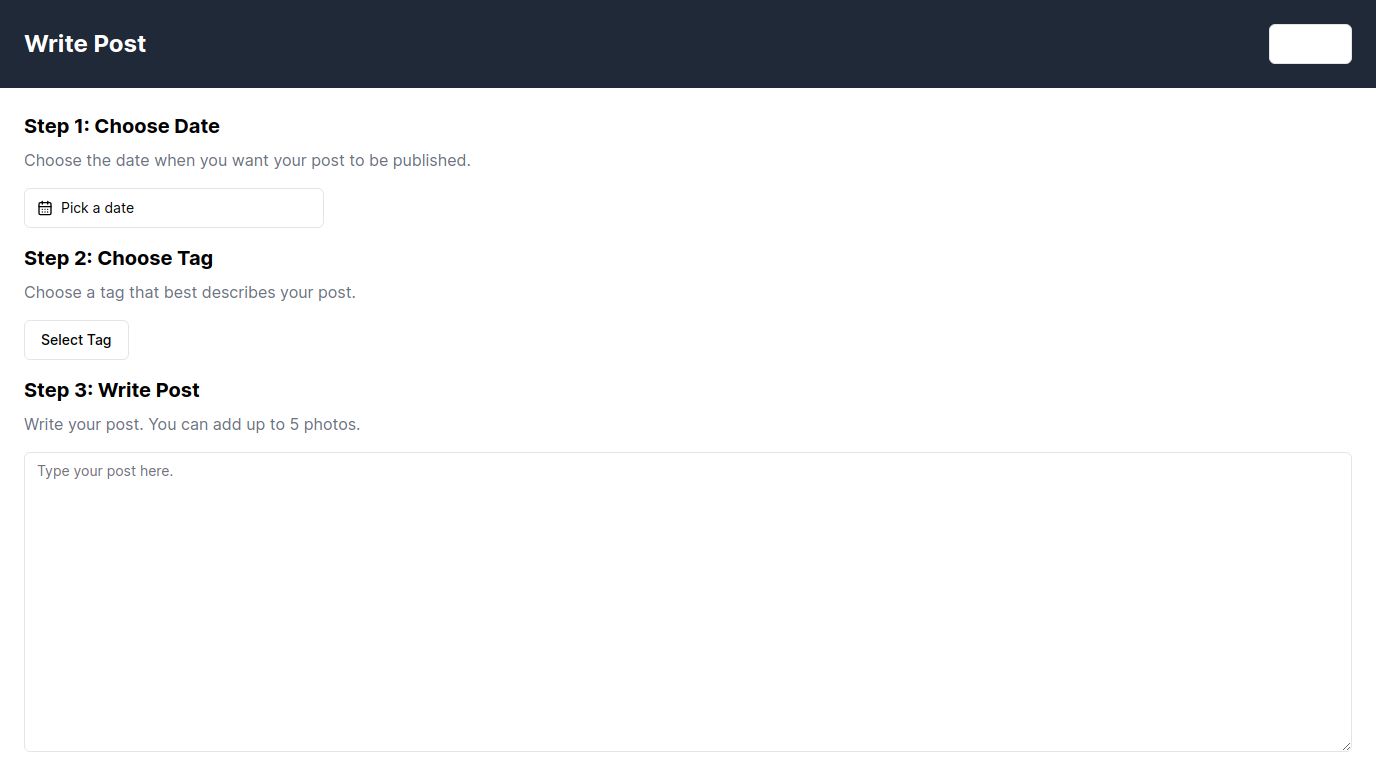 Write Post
Step 1: Choose Date
Choose the date when you want your post to be published.
Pick a date
Step 2: Choose Tag
Choose a tag that best describes your post.
Select Tag
Step 3: Write Post
Write your post. You can add up to 5 photos.
Type your post here.